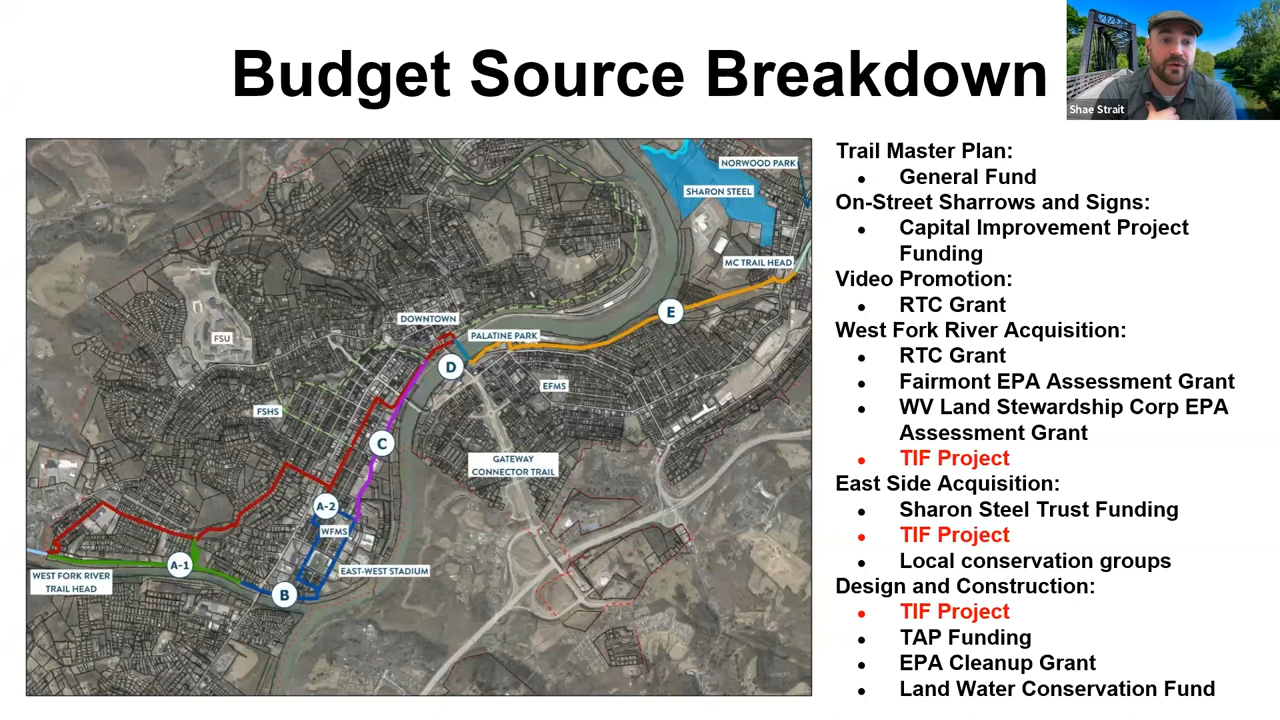 Budget Source Breakdown
Shae Strait
NORWOOD PARK
SHARON STEEL
MC TRAIL HEAD
E
DOWNTOWN
PALATINE PARK
FSU
D
EFMS
FSHS
C
GATEWAY
CONNECTOR TRAIL
A-2
WFMS
A-1
EAST-WEST STADIUM
WEST FORK RIVER
TRAIL HEAD
B
Trail Master Plan:
● General Fund
On-Street Sharrows and Signs:
● Capital Improvement Project
Funding
Video Promotion:
● RTC Grant
West Fork River Acquisition:
● RTC Grant
● Fairmont EPA Assessment Grant
● WV Land Stewardship Corp EPA
Assessment Grant
● TIF Project
East Side Acquisition:
● Sharon Steel Trust Funding
● TIF Project
● Local conservation groups
Design and Construction:
● TIF Project
● TAP Funding
● EPA Cleanup Grant
● Land Water Conservation Fund